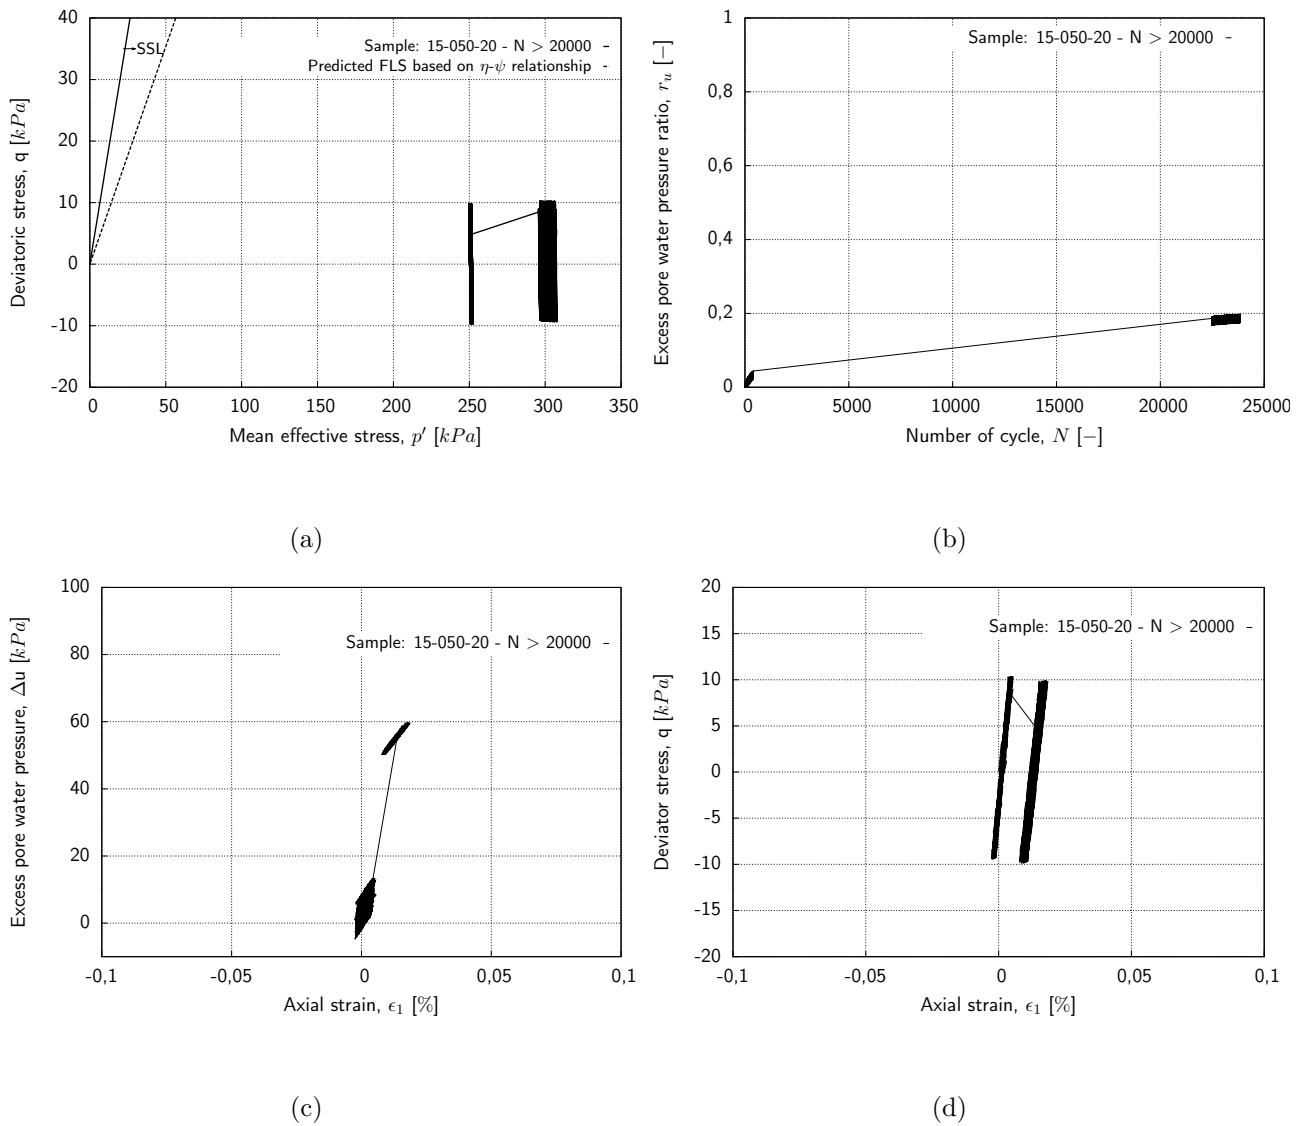 40
30
20
10
0
-10
-20
0 50 100 150 200 250 300 350
Deviatoric stress, q [kPa]
Mean effective stress, p′ [kPa]
SSL
Sample: 15-050-20 - N > 20000
Predicted FLS based on η-ψ relationship
(a)
1
0,8
0,6
0,4
0,2
0
0 5000 10000 15000 20000 25000
Excess pore water pressure ratio, r_u [−]
Number of cycle, N [−]
Sample: 15-050-20 - N > 20000
(b)
100
80
60
40
20
0
-0,1 -0,05 0 0,05 0,1
Excess pore water pressure, Δu [kPa]
Axial strain, ϵ₁ [%]
Sample: 15-050-20 - N > 20000
(c)
20
15
10
5
0
-5
-10
-15
-20
-0,1 -0,05 0 0,05 0,1
Deviator stress, q [kPa]
Axial strain, ϵ₁ [%]
Sample: 15-050-20 - N > 20000
(d)